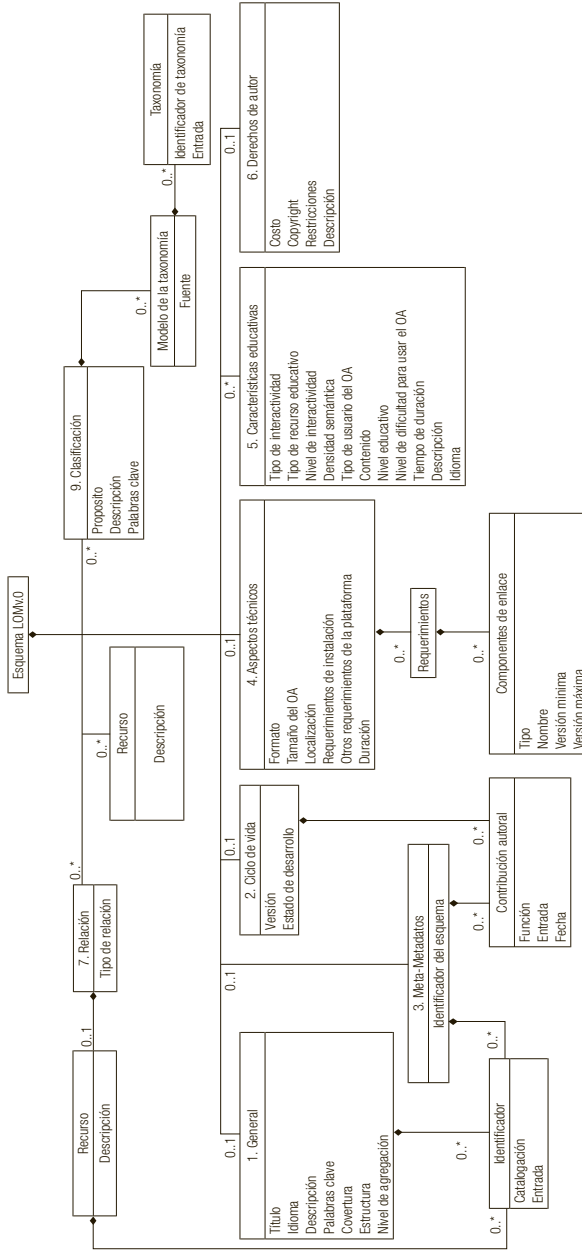 Esquema LOMv.0
Recurso
Descripción
0..1
7. Relación
Tipo de relación
0..*
0..*
Recurso
Descripción
0..*
9. Clasificación
Proposito
Descripción
Palabras clave
0..*
Modelo de la taxonomía
Fuente
0..*
Taxonomía
Identificador de taxonomía
Entrada
0..1
1. General
Título
Idioma
Descripción
Palabras clave
Covertura
Estructura
Nivel de agregación
0..1
3. Meta-Metadatos
Identificador del esquema
0..1
2. Ciclo de vida
Versión
Estado de desarrollo
0..1
4. Aspectos técnicos
Formato
Tamaño del OA
Localización
Requerimientos de instalación
Otros requerimientos de la plataforma
Duración
0..*
5. Características educativas
Tipo de interactividad
Tipo de recurso educativo
Nivel de interactividad
Densidad semántica
Tipo de usuario del OA
Contenido
Nivel educativo
Nivel de dificultad para usar el OA
Tiempo de duración
Descripción
Idioma
0..1
6. Derechos de autor
Costo
Copyright
Restricciones
Descripción
0..*
0..*
0..*
Identificador
Catalogación
Entrada
0..*
0..*
Contribución autoral
Función
Entrada
Fecha
0..*
Requerimientos
0..*
Componentes de enlace
Tipo
Nombre
Versión minima
Versión máxima